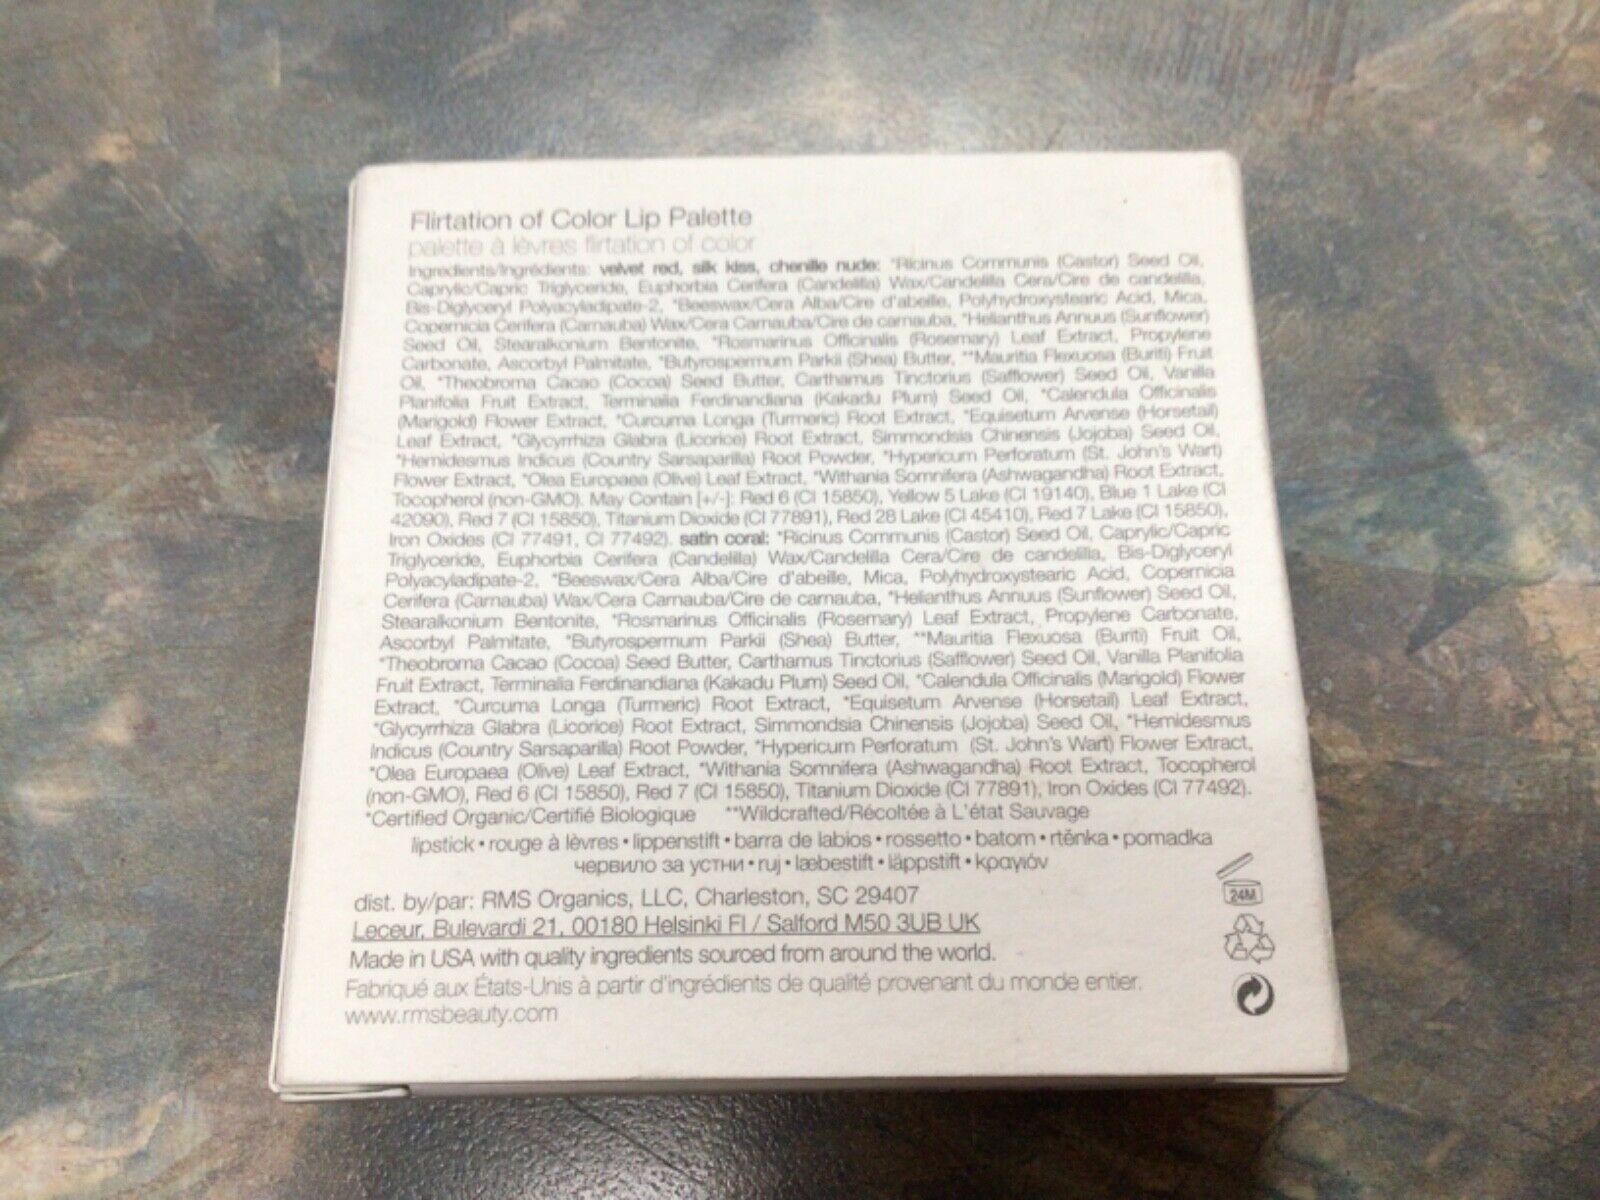 Flirtation of Color Lip Palette
palette à lèvres flirtation of color
Ingredients/Ingrédients: velvet red, silk kiss, chenille nude: *Ricinus Communis (Castor) Seed Oil,
Caprylic/Capric Triglyceride, Euphorbia Cerifera (Candelilla) Wax/Candelilla Cera/Cire de candelilla,
Bis-Diglyceryl Polyacyladipate-2, *Beeswax/Cera Alba/Cire d'abeille, Polyhydroxystearic Acid, Mica,
Copernicia Cerifera (Carnauba) Wax/Cera Carnauba/Cire de carnauba, *Helianthus Annuus (Sunflower)
Seed Oil, Stearalkonium Bentonite, *Rosmarinus Officinalis (Rosemary) Leaf Extract, Propylene
Carbonate, Ascorbyl Palmitate, *Butyrospermum Parkii (Shea) Butter, **Mauritia Flexuosa (Buriti) Fruit
Oil, *Theobroma Cacao (Cocoa) Seed Butter, Carthamus Tinctorius (Safflower) Seed Oil, Vanilla
Planifolia Fruit Extract, Terminalia Ferdinandiana (Kakadu Plum) Seed Oil, *Calendula Officinalis
(Marigold) Flower Extract, *Curcuma Longa (Turmeric) Root Extract, *Equisetum Arvense (Horsetail)
Leaf Extract, *Glycyrrhiza Glabra (Licorice) Root Extract, Simmondsia Chinensis (Jojoba) Seed Oil,
*Hemidesmus Indicus (Country Sarsaparilla) Root Powder, *Hypericum Perforatum (St. John's Wart)
Flower Extract, *Olea Europaea (Olive) Leaf Extract, *Withania Somnifera (Ashwagandha) Root Extract,
Tocopherol (non-GMO). May Contain [+/-]: Red 6 (CI 15850), Yellow 5 Lake (CI 19140), Blue 1 Lake (CI
42090), Red 7 (CI 15850), Titanium Dioxide (CI 77891), Red 28 Lake (CI 45410), Red 7 Lake (CI 15850),
Iron Oxides (CI 77491, CI 77492). satin coral: *Ricinus Communis (Castor) Seed Oil, Caprylic/Capric
Triglyceride, Euphorbia Cerifera (Candelilla) Wax/Candelilla Cera/Cire de candelilla, Bis-Diglyceryl
Polyacyladipate-2, *Beeswax/Cera Alba/Cire d'abeille, Mica, Polyhydroxystearic Acid, Copernicia
Cerifera (Carnauba) Wax/Cera Carnauba/Cire de carnauba, *Helianthus Annuus (Sunflower) Seed Oil,
Stearalkonium Bentonite, *Rosmarinus Officinalis (Rosemary) Leaf Extract, Propylene Carbonate,
Ascorbyl Palmitate, *Butyrospermum Parkii (Shea) Butter, **Mauritia Flexuosa (Buriti) Fruit Oil,
*Theobroma Cacao (Cocoa) Seed Butter, Carthamus Tinctorius (Safflower) Seed Oil, Vanilla Planifolia
Fruit Extract, Terminalia Ferdinandiana (Kakadu Plum) Seed Oil, *Calendula Officinalis (Marigold) Flower
Extract, *Curcuma Longa (Turmeric) Root Extract, *Equisetum Arvense (Horsetail) Leaf Extract,
*Glycyrrhiza Glabra (Licorice) Root Extract, Simmondsia Chinensis (Jojoba) Seed Oil, *Hemidesmus
Indicus (Country Sarsaparilla) Root Powder, *Hypericum Perforatum (St. John's Wart) Flower Extract,
*Olea Europaea (Olive) Leaf Extract, *Withania Somnifera (Ashwagandha) Root Extract, Tocopherol
(non-GMO), Red 6 (CI 15850), Red 7 (CI 15850), Titanium Dioxide (CI 77891), Iron Oxides (CI 77492).
*Certified Organic/Certifié Biologique **Wildcrafted/Récoltée à L'état Sauvage
lipstick • rouge à lèvres • lippenstift • barra de labios • rossetto • batom • rtěnka • pomadka
червило за устни • ruj • læbestift • läppstift • κραγιόν
dist. by/par: RMS Organics, LLC, Charleston, SC 29407
Leceur, Bulevardi 21, 00180 Helsinki FI / Salford M50 3UB UK
Made in USA with quality ingredients sourced from around the world.
Fabriqué aux États-Unis à partir d'ingrédients de qualité provenant du monde entier.
www.rmsbeauty.com
24M